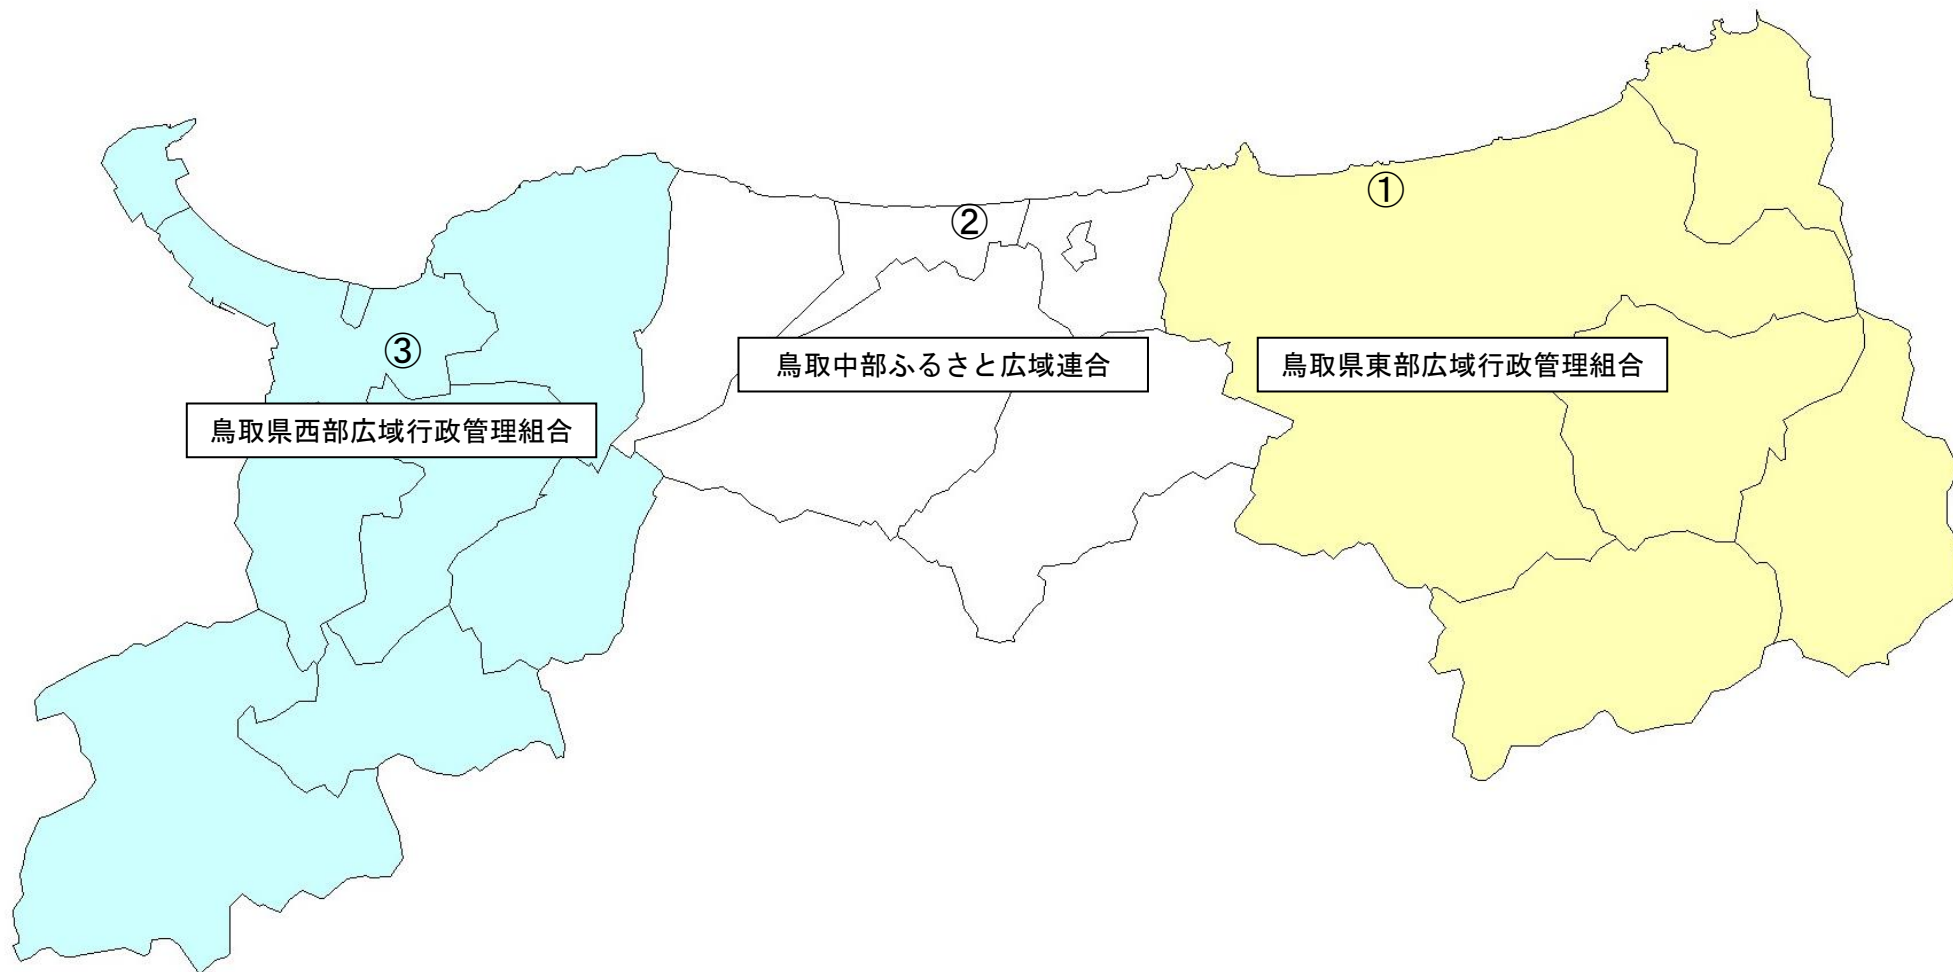 ①
②
③
鳥取中部ふるさと広域連合
鳥取県東部広域行政管理組合
鳥取県西部広域行政管理組合